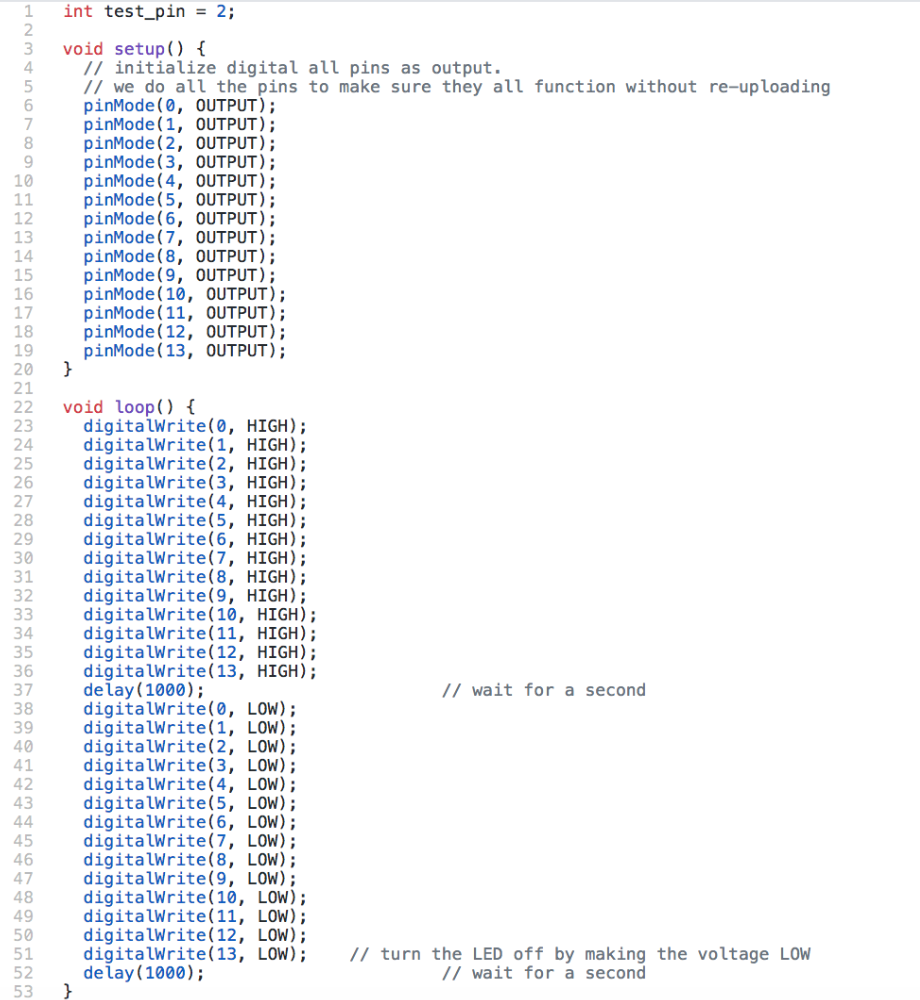 1 int test_pin = 2;
2
3 void setup() {
4 // initialize digital all pins as output.
5 // we do all the pins to make sure they all function without re-uploading
6 pinMode(0, OUTPUT);
7 pinMode(1, OUTPUT);
8 pinMode(2, OUTPUT);
9 pinMode(3, OUTPUT);
10 pinMode(4, OUTPUT);
11 pinMode(5, OUTPUT);
12 pinMode(6, OUTPUT);
13 pinMode(7, OUTPUT);
14 pinMode(8, OUTPUT);
15 pinMode(9, OUTPUT);
16 pinMode(10, OUTPUT);
17 pinMode(11, OUTPUT);
18 pinMode(12, OUTPUT);
19 pinMode(13, OUTPUT);
20 }
21
22 void loop() {
23 digitalWrite(0, HIGH);
24 digitalWrite(1, HIGH);
25 digitalWrite(2, HIGH);
26 digitalWrite(3, HIGH);
27 digitalWrite(4, HIGH);
28 digitalWrite(5, HIGH);
29 digitalWrite(6, HIGH);
30 digitalWrite(7, HIGH);
31 digitalWrite(8, HIGH);
32 digitalWrite(9, HIGH);
33 digitalWrite(10, HIGH);
34 digitalWrite(11, HIGH);
35 digitalWrite(12, HIGH);
36 digitalWrite(13, HIGH);
37 delay(1000); // wait for a second
38 digitalWrite(0, LOW);
39 digitalWrite(1, LOW);
40 digitalWrite(2, LOW);
41 digitalWrite(3, LOW);
42 digitalWrite(4, LOW);
43 digitalWrite(5, LOW);
44 digitalWrite(6, LOW);
45 digitalWrite(7, LOW);
46 digitalWrite(8, LOW);
47 digitalWrite(9, LOW);
48 digitalWrite(10, LOW);
49 digitalWrite(11, LOW);
50 digitalWrite(12, LOW);
51 digitalWrite(13, LOW); // turn the LED off by making the voltage LOW
52 delay(1000); // wait for a second
53 }